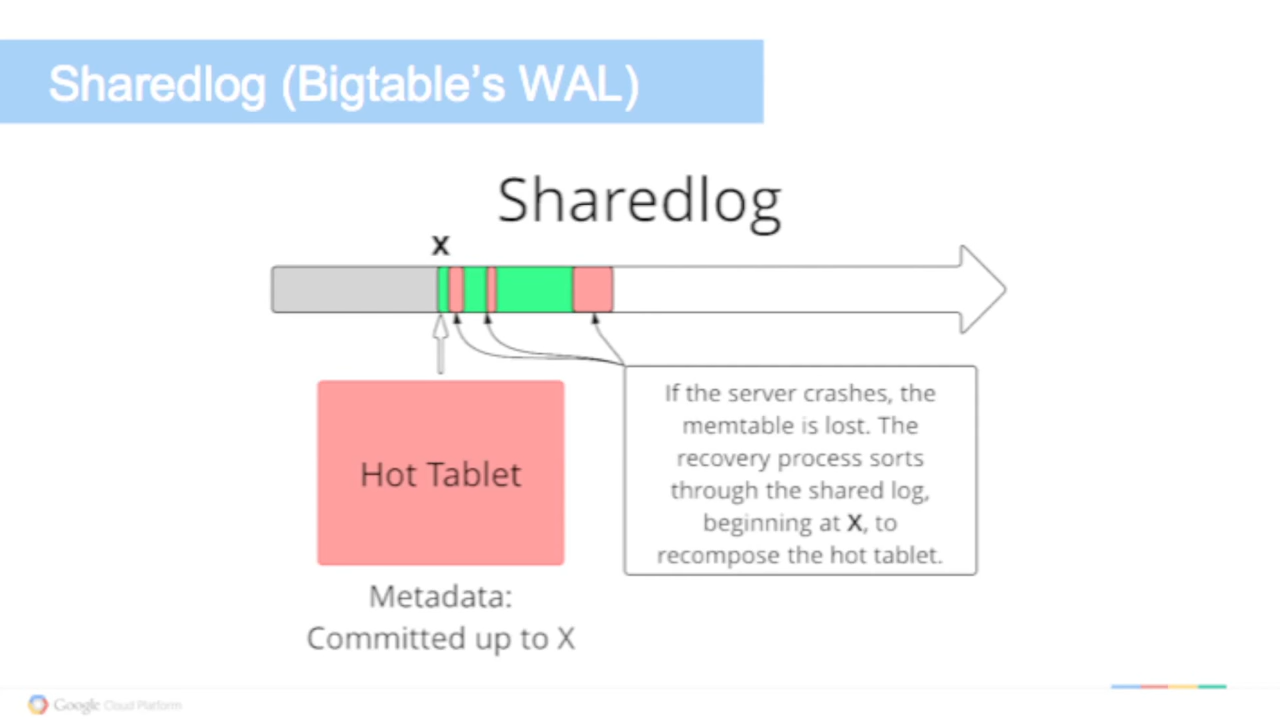 Sharedlog (Bigtable's WAL)
Sharedlog
X
Hot Tablet
Metadata:
Committed up to X
If the server crashes, the
memtable is lost. The
recovery process sorts
through the shared log,
beginning at X, to
recompose the hot tablet.
Google Cloud Platform